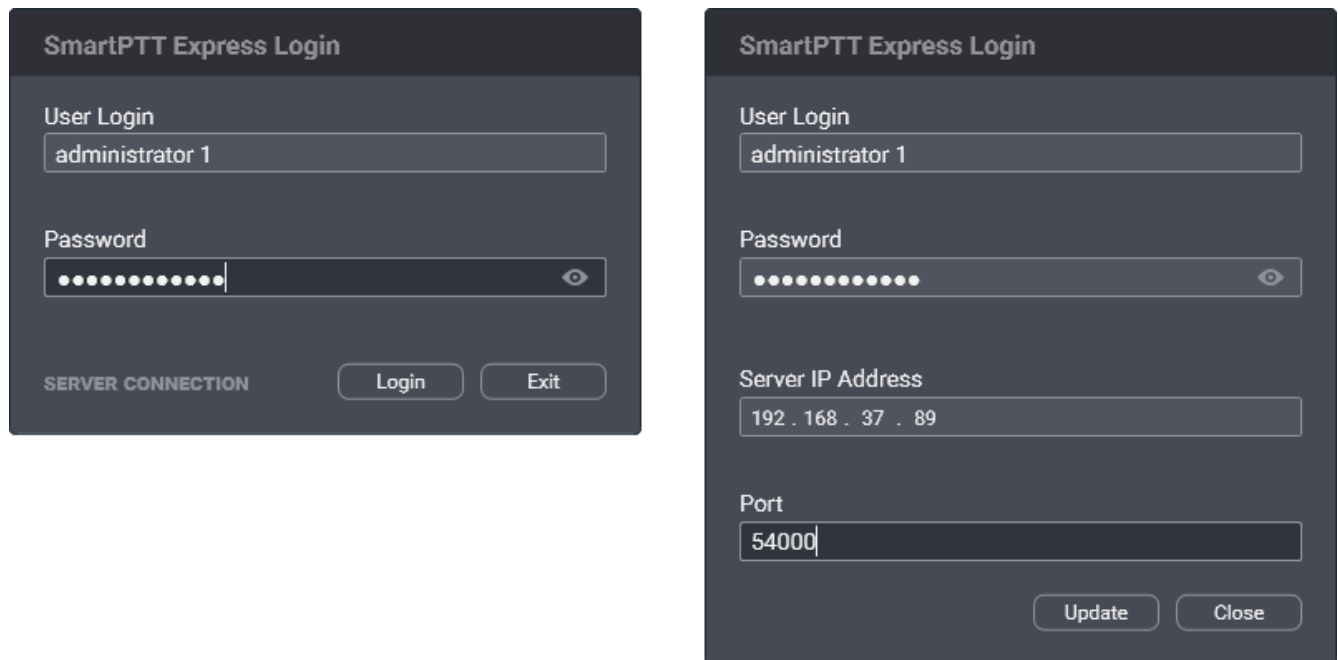 SmartPTT Express Login
User Login
administrator 1
Password
••••••••••••
SERVER CONNECTION
Login
Exit
SmartPTT Express Login
User Login
administrator 1
Password
••••••••••••
Server IP Address
192 . 168 . 37 . 89
Port
54000
Update
Close